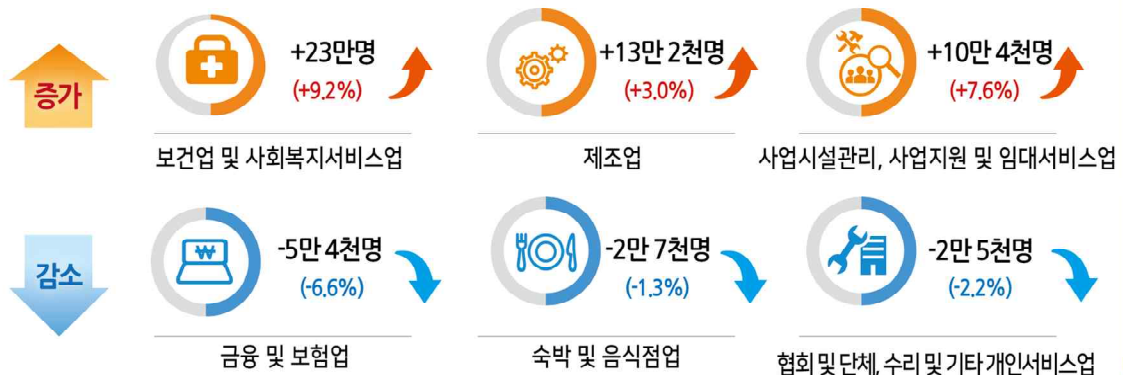 증가
+23만명
(+9.2%)
보건업 및 사회복지서비스업
+13만 2천명
(+3.0%)
제조업
+10만 4천명
(+7.6%)
사업시설관리, 사업지원 및 임대서비스업
감소
₩
-5만 4천명
(-6.6%)
금융 및 보험업
-2만 7천명
(-1.3%)
숙박 및 음식점업
-2만 5천명
(-2.2%)
협회 및 단체, 수리 및 기타 개인서비스업